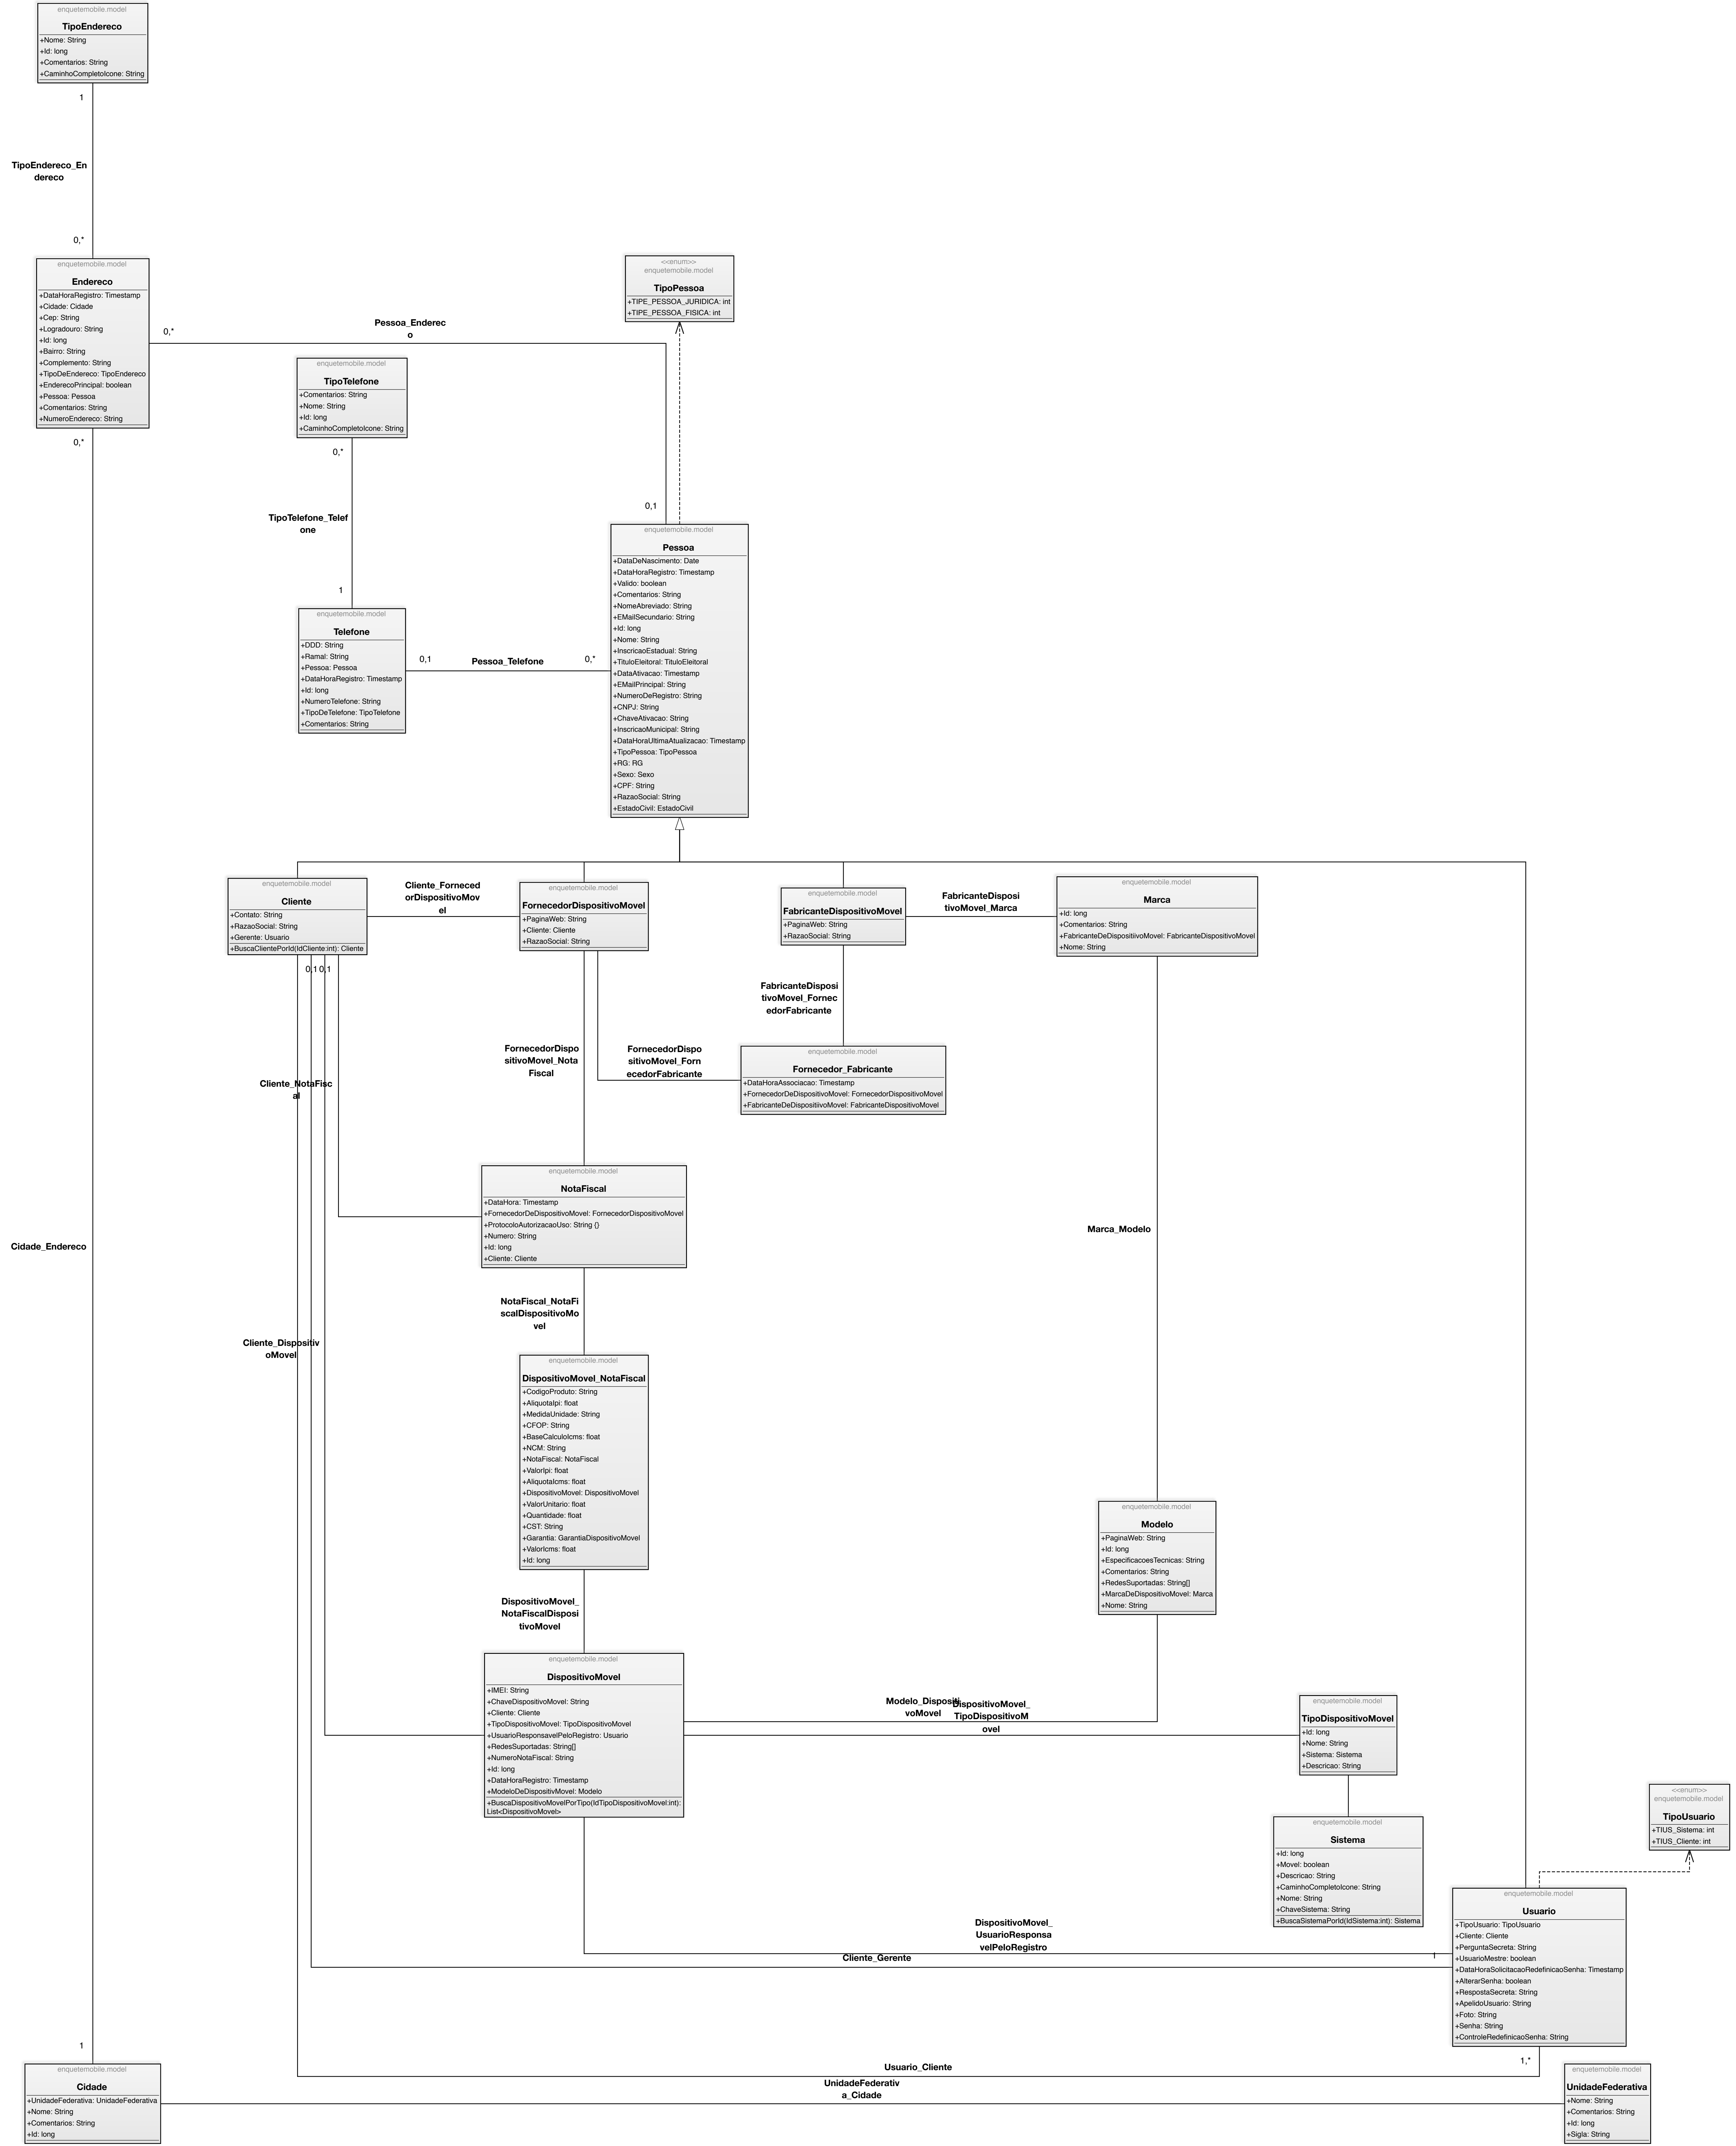 enquetemobile.model
TipoEndereco
+Nome: String
+Id: long
+Comentarios: String
+CaminhoCompletoIcone: String
1
TipoEndereco_En
dereco
0,*
enquetemobile.model
Endereco
+DataHoraRegistro: Timestamp
+Cidade: Cidade
+Cep: String
+Logradouro: String
+Id: long
+Bairro: String
+Complemento: String
+TipoDeEndereco: TipoEndereco
+EnderecoPrincipal: boolean
+Pessoa: Pessoa
+Comentarios: String
+NumeroEndereco: String
0,*
0,*
Pessoa_Enderec
o
0,1
<<enum>>
enquetemobile.model
TipoPessoa
+TIPE_PESSOA_JURIDICA: int
+TIPE_PESSOA_FISICA: int
enquetemobile.model
TipoTelefone
+Comentarios: String
+Nome: String
+Id: long
+CaminhoCompletoIcone: String
0,*
TipoTelefone_Telef
one
1
enquetemobile.model
Telefone
+DDD: String
+Ramal: String
+Pessoa: Pessoa
+DataHoraRegistro: Timestamp
+Id: long
+NumeroTelefone: String
+TipoDeTelefone: TipoTelefone
+Comentarios: String
0,1
Pessoa_Telefone
0,*
enquetemobile.model
Pessoa
+DataDeNascimento: Date
+DataHoraRegistro: Timestamp
+Valido: boolean
+Comentarios: String
+NomeAbreviado: String
+EMailSecundario: String
+Id: long
+Nome: String
+InscricaoEstadual: String
+TituloEleitoral: TituloEleitoral
+DataAtivacao: Timestamp
+EMailPrincipal: String
+NumeroDeRegistro: String
+CNPJ: String
+ChaveAtivacao: String
+InscricaoMunicipal: String
+DataHoraUltimaAtualizacao: Timestamp
+TipoPessoa: TipoPessoa
+RG: RG
+Sexo: Sexo
+CPF: String
+RazaoSocial: String
+EstadoCivil: EstadoCivil
enquetemobile.model
Cliente
+Contato: String
+RazaoSocial: String
+Gerente: Usuario
+BuscaClientePorId(IdCliente:int): Cliente
0,1
0,1
Cliente_Forneced
orDispositivoMov
el
enquetemobile.model
FornecedorDispositivoMovel
+PaginaWeb: String
+Cliente: Cliente
+RazaoSocial: String
enquetemobile.model
FabricanteDispositivoMovel
+PaginaWeb: String
+RazaoSocial: String
FabricanteDisposi
tivoMovel_Marca
enquetemobile.model
Marca
+Id: long
+Comentarios: String
+FabricanteDeDispositiivoMovel: FabricanteDispositivoMovel
+Nome: String
FabricanteDisposi
tivoMovel_Fornec
edorFabricante
FornecedorDispo
sitivoMovel_Nota
Fiscal
FornecedorDispo
sitivoMovel_Forn
ecedorFabricante
enquetemobile.model
Fornecedor_Fabricante
+DataHoraAssociacao: Timestamp
+FornecedorDeDispositivoMovel: FornecedorDispositivoMovel
+FabricanteDeDispositiivoMovel: FabricanteDispositivoMovel
Cliente_NotaFisc
al
enquetemobile.model
NotaFiscal
+DataHora: Timestamp
+FornecedorDeDispositivoMovel: FornecedorDispositivoMovel
+ProtocoloAutorizacaoUso: String {}
+Numero: String
+Id: long
+Cliente: Cliente
Cidade_Endereco
Marca_Modelo
NotaFiscal_NotaFi
scalDispositivoMo
vel
Cliente_Dispositiv
oMovel
enquetemobile.model
DispositivoMovel_NotaFiscal
+CodigoProduto: String
+AliquotaIpi: float
+MedidaUnidade: String
+CFOP: String
+BaseCalculoIcms: float
+NCM: String
+NotaFiscal: NotaFiscal
+ValorIpi: float
+AliquotaIcms: float
+DispositivoMovel: DispositivoMovel
+ValorUnitario: float
+Quantidade: float
+CST: String
+Garantia: GarantiaDispositivoMovel
+ValorIcms: float
+Id: long
enquetemobile.model
Modelo
+PaginaWeb: String
+Id: long
+EspecificacoesTecnicas: String
+Comentarios: String
+RedesSuportadas: String[]
+MarcaDeDispositivoMovel: Marca
+Nome: String
DispositivoMovel_
NotaFiscalDisposi
tivoMovel
enquetemobile.model
DispositivoMovel
+IMEI: String
+ChaveDispositivoMovel: String
+Cliente: Cliente
+TipoDispositivoMovel: TipoDispositivoMovel
+UsuarioResponsavelPeloRegistro: Usuario
+RedesSuportadas: String[]
+NumeroNotaFiscal: String
+Id: long
+DataHoraRegistro: Timestamp
+ModeloDeDispositivMovel: Modelo
+BuscaDispositivoMovelPorTipo(IdTipoDispositivoMovel:int):
List<DispositivoMovel>
Modelo_Dispositi
voMovel
DispositivoMovel_
TipoDispositivoM
ovel
enquetemobile.model
TipoDispositivoMovel
+Id: long
+Nome: String
+Sistema: Sistema
+Descricao: String
enquetemobile.model
Sistema
+Id: long
+Movel: boolean
+Descricao: String
+CaminhoCompletoIcone: String
+Nome: String
+ChaveSistema: String
+BuscaSistemaPorId(IdSistema:int): Sistema
<<enum>>
enquetemobile.model
TipoUsuario
+TIUS_Sistema: int
+TIUS_Cliente: int
enquetemobile.model
Usuario
+TipoUsuario: TipoUsuario
+Cliente: Cliente
+PerguntaSecreta: String
+UsuarioMestre: boolean
+DataHoraSolicitacaoRedefinicaoSenha: Timestamp
+AlterarSenha: boolean
+RespostaSecreta: String
+ApelidoUsuario: String
+Foto: String
+Senha: String
+ControleRedefinicaoSenha: String
DispositivoMovel_
UsuarioResponsa
velPeloRegistro
1
Cliente_Gerente
1
1,*
Usuario_Cliente
enquetemobile.model
Cidade
+UnidadeFederativa: UnidadeFederativa
+Nome: String
+Comentarios: String
+Id: long
UnidadeFederativ
a_Cidade
enquetemobile.model
UnidadeFederativa
+Nome: String
+Comentarios: String
+Id: long
+Sigla: String